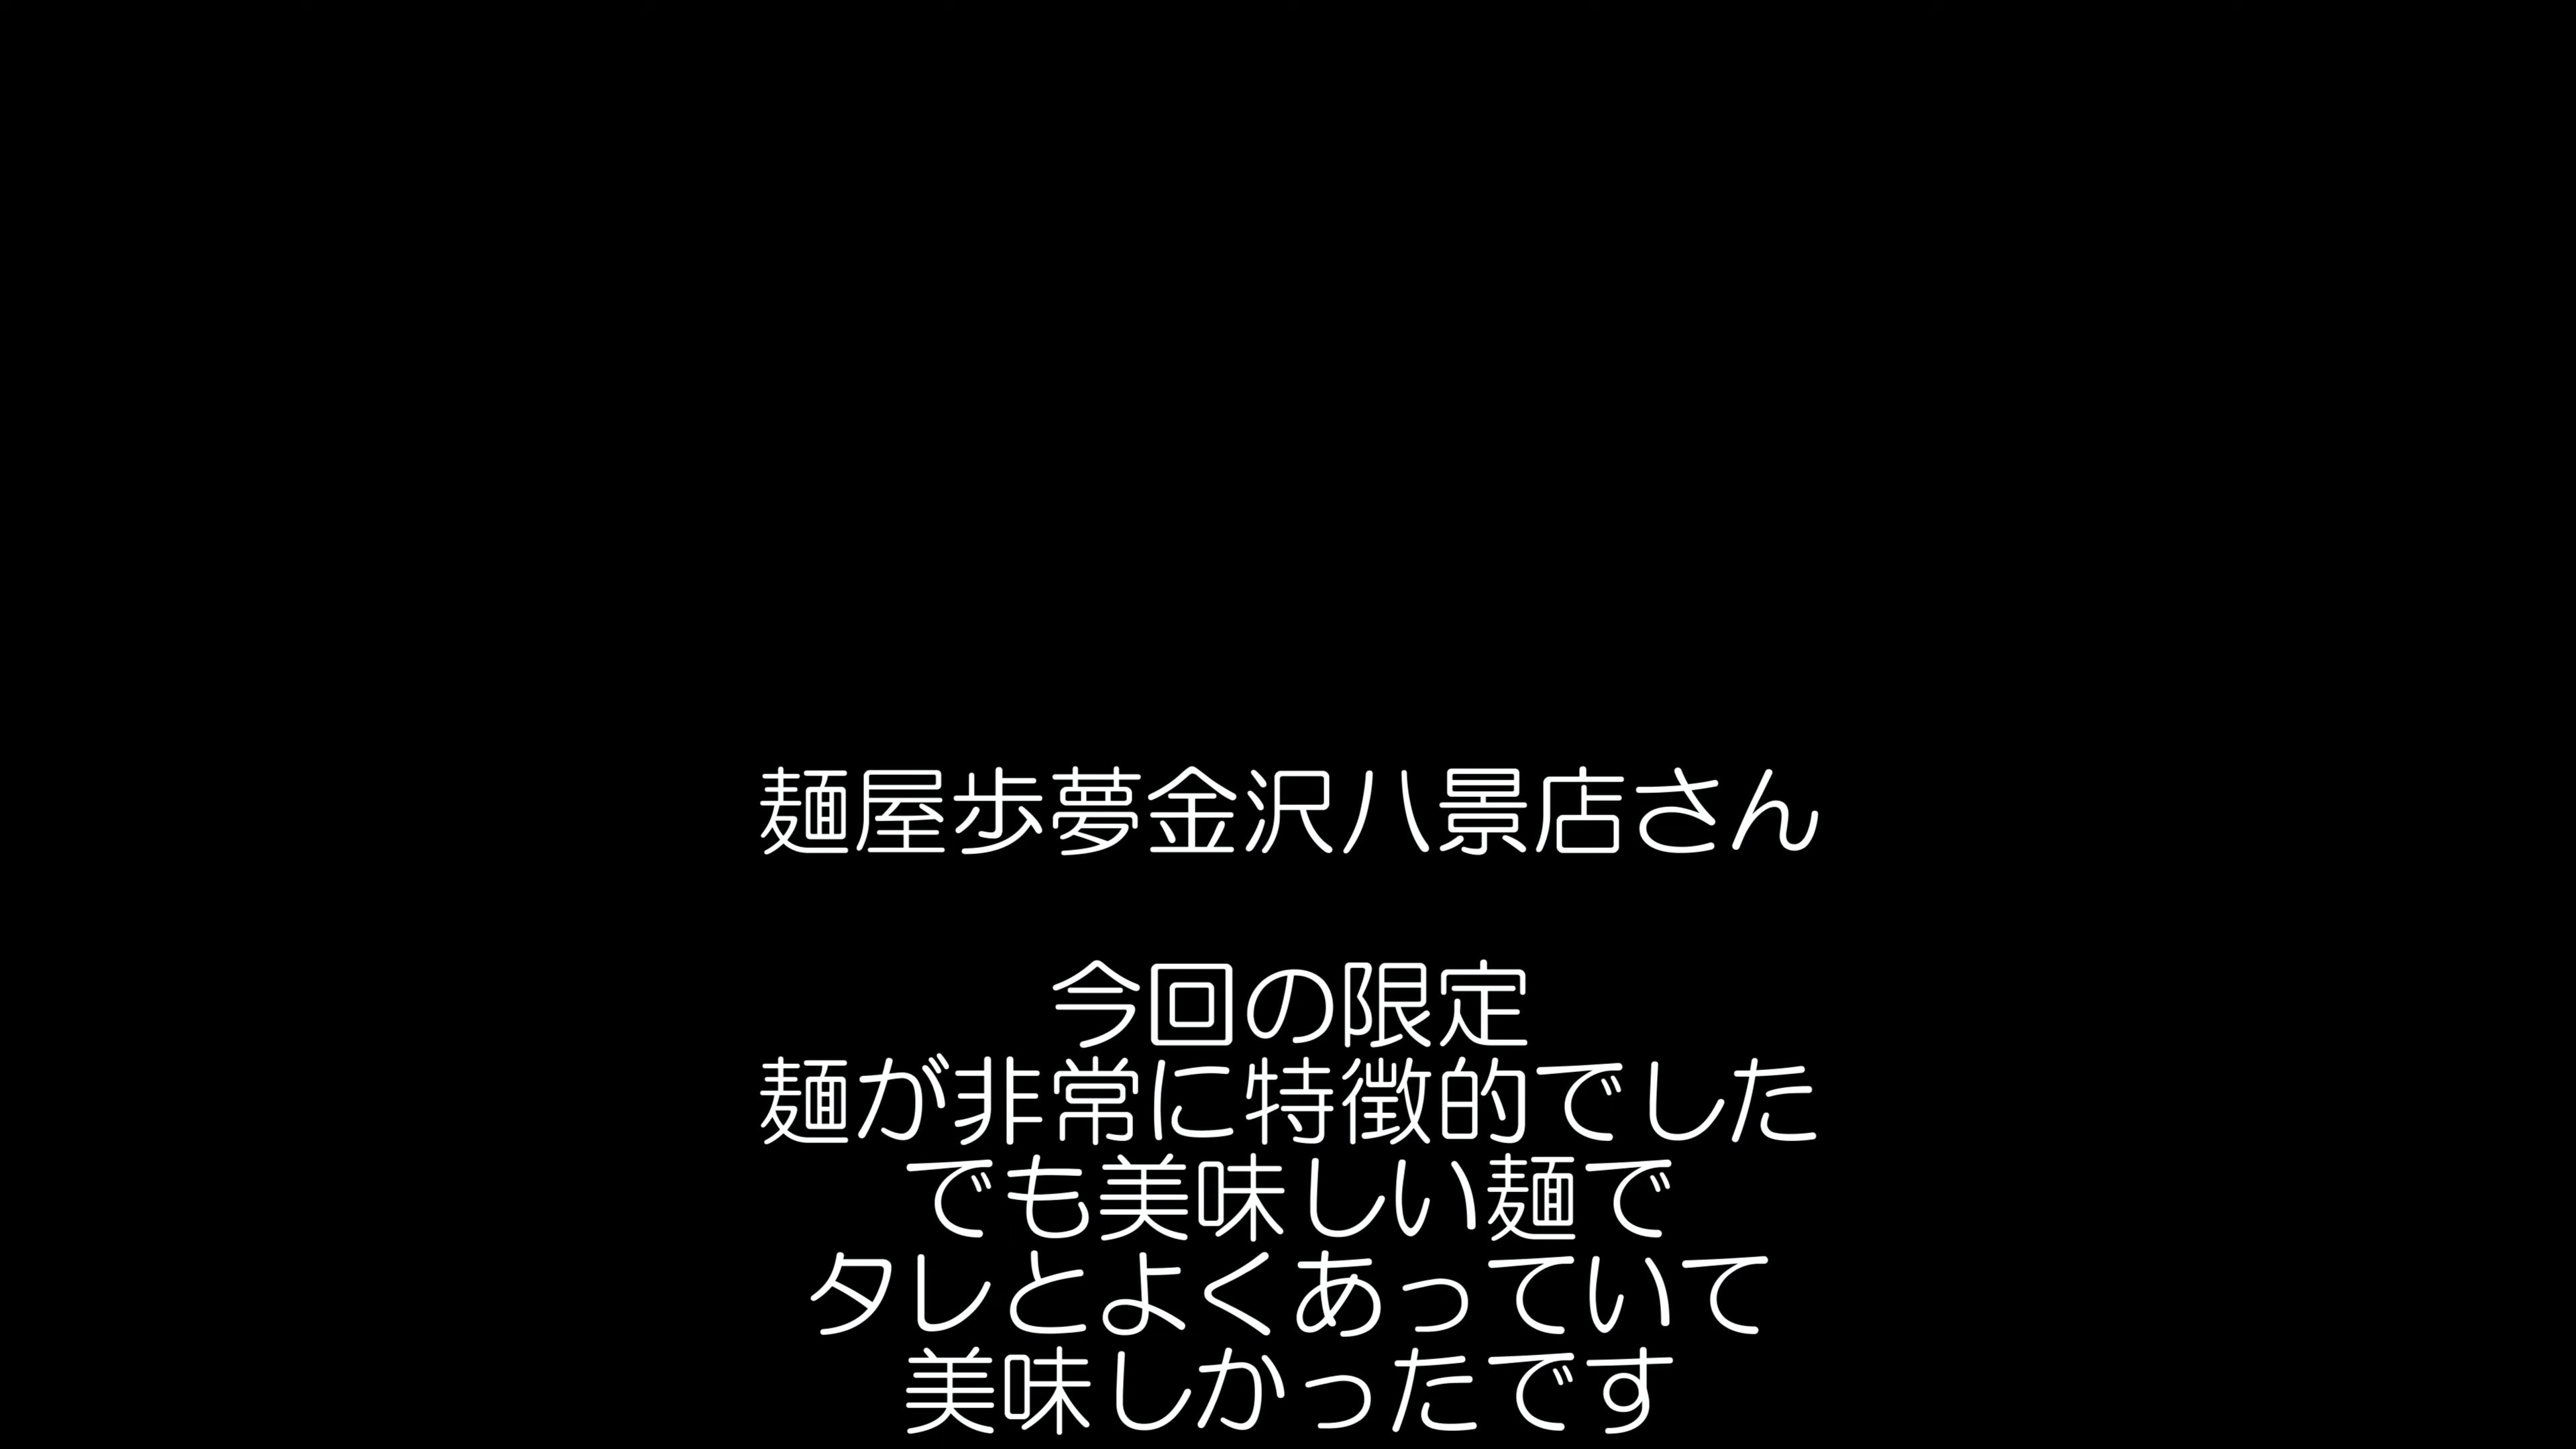 麺屋歩夢金沢八景店さん
今回の限定
麺が非常に特徴的でした
でも美味しい麺で
タレとよくあっていて
美味しかったです